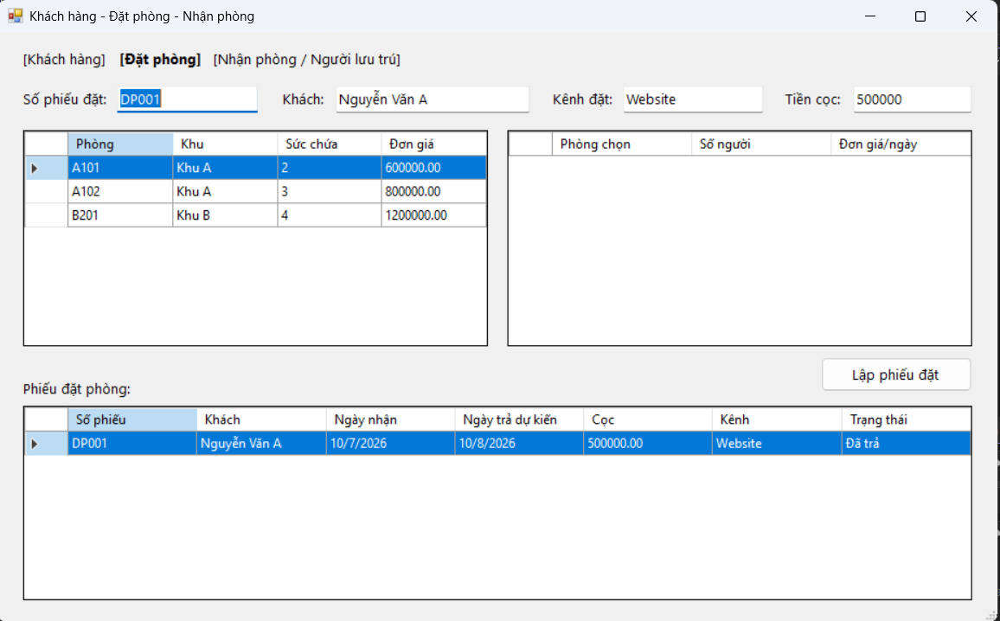 Khách hàng - Đặt phòng - Nhận phòng
[Khách hàng] [Đặt phòng] [Nhận phòng / Người lưu trú]
Số phiếu đặt: DP001 Khách: Nguyễn Văn A Kênh đặt: Website Tiền cọc: 500000
Phòng Khu Sức chứa Đơn giá
A101 Khu A 2 600000.00
A102 Khu A 3 800000.00
B201 Khu B 4 1200000.00
Phòng chọn Số người Đơn giá/ngày
Lập phiếu đặt
Phiếu đặt phòng:
Số phiếu Khách Ngày nhận Ngày trả dự kiến Cọc Kênh Trạng thái
DP001 Nguyễn Văn A 10/7/2026 10/8/2026 500000.00 Website Đã trả